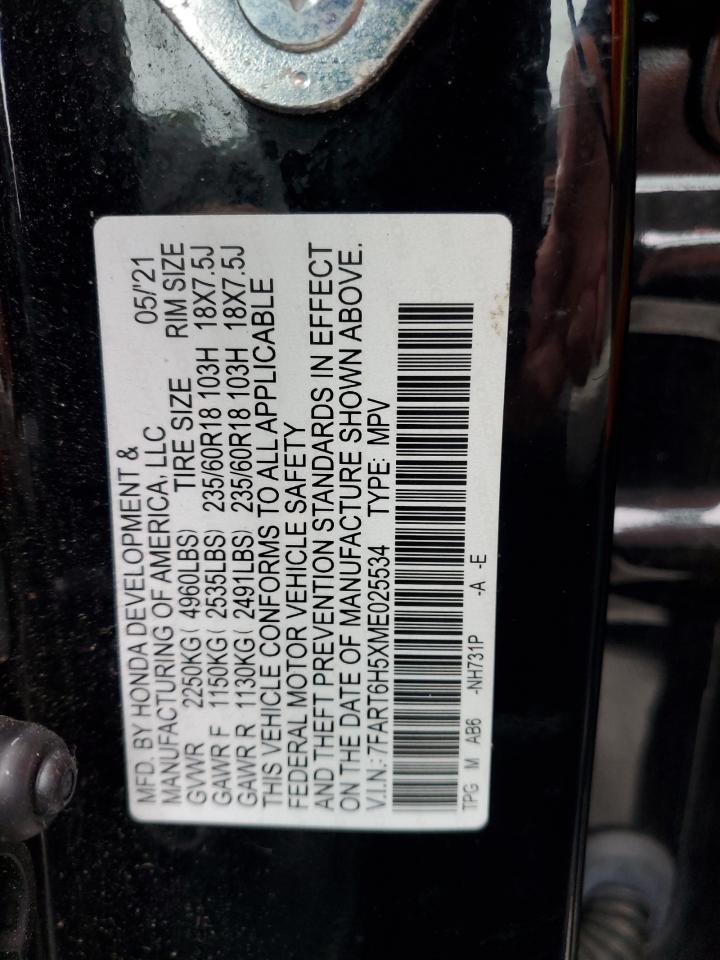 MFD. BY HONDA DEVELOPMENT & 05/'21
MANUFACTURING OF AMERICA, LLC
GVWR 2250KG( 4960LBS) TIRE SIZE RIM SIZE
GAWR F 1150KG( 2535LBS) 235/60R18 103H 18X7.5J
GAWR R 1130KG( 2491LBS) 235/60R18 103H 18X7.5J
THIS VEHICLE CONFORMS TO ALL APPLICABLE
FEDERAL MOTOR VEHICLE SAFETY
AND THEFT PREVENTION STANDARDS IN EFFECT
ON THE DATE OF MANUFACTURE SHOWN ABOVE.
V.I.N.:7FART6H5XME025534 TYPE: MPV
TPG M AB6 -NH731P -A -E